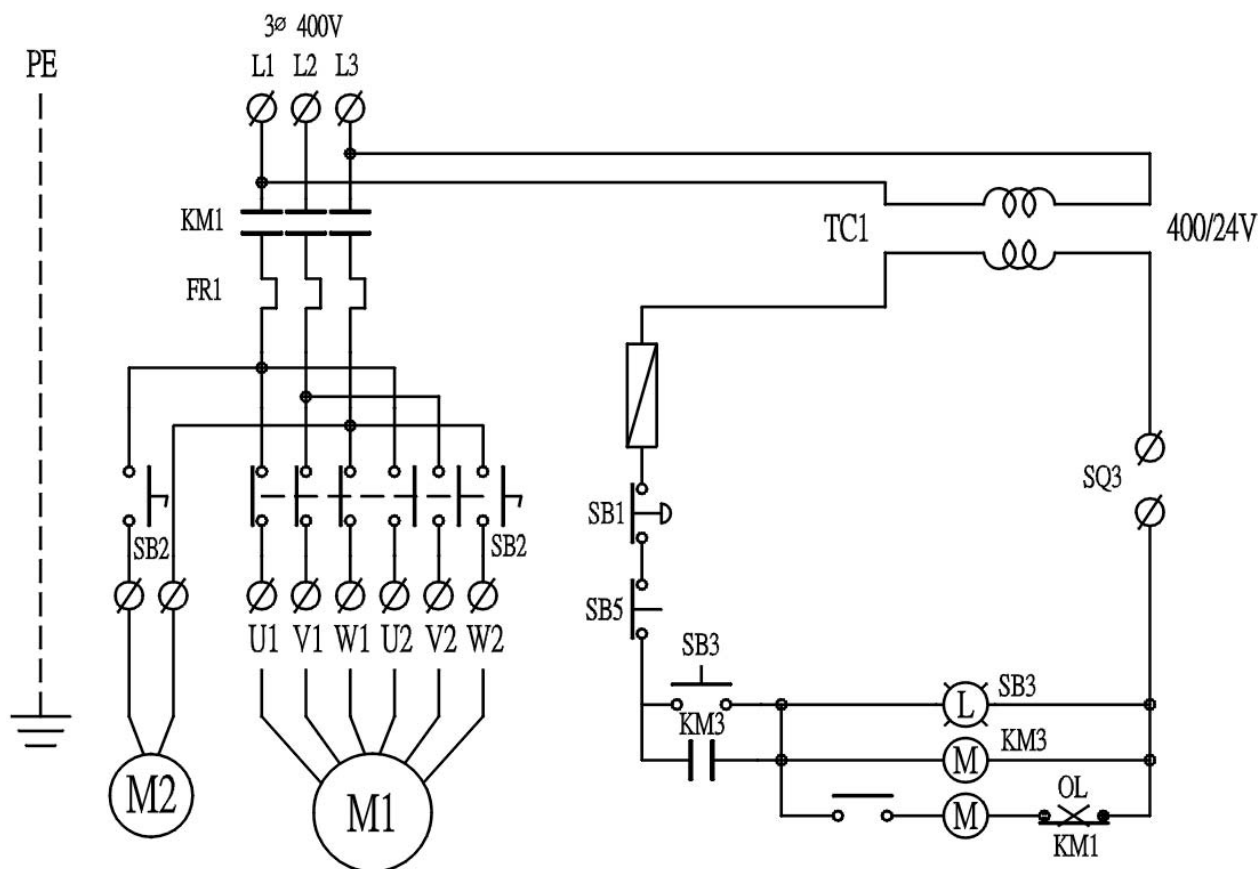 3ø 400V
PE
L1 L2 L3
KM1
TC1
400/24V
FR1
SQ3
SB1
SB2
SB2
SB5
U1 V1 W1 U2 V2 W2
SB3
SB3
L
KM3
KM3
M
M2
M1
OL
M
KM1